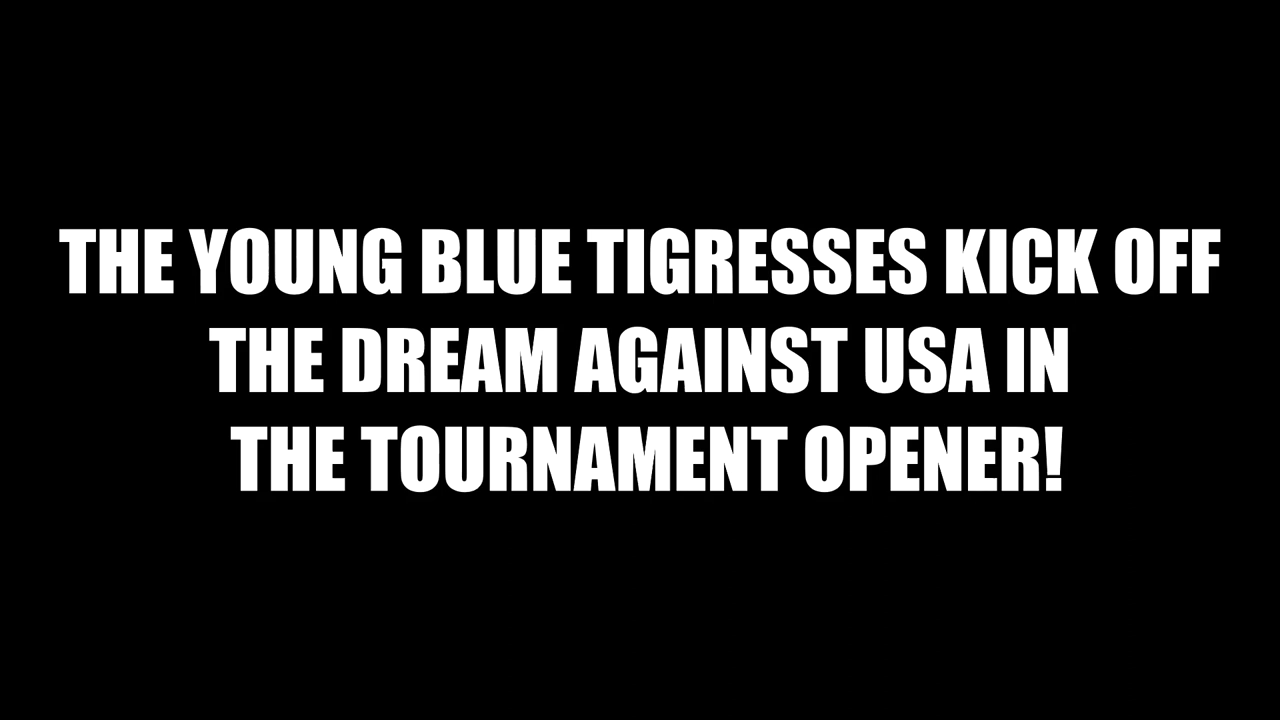 THE YOUNG BLUE TIGRESSES KICK OFF
THE DREAM AGAINST USA IN
THE TOURNAMENT OPENER!